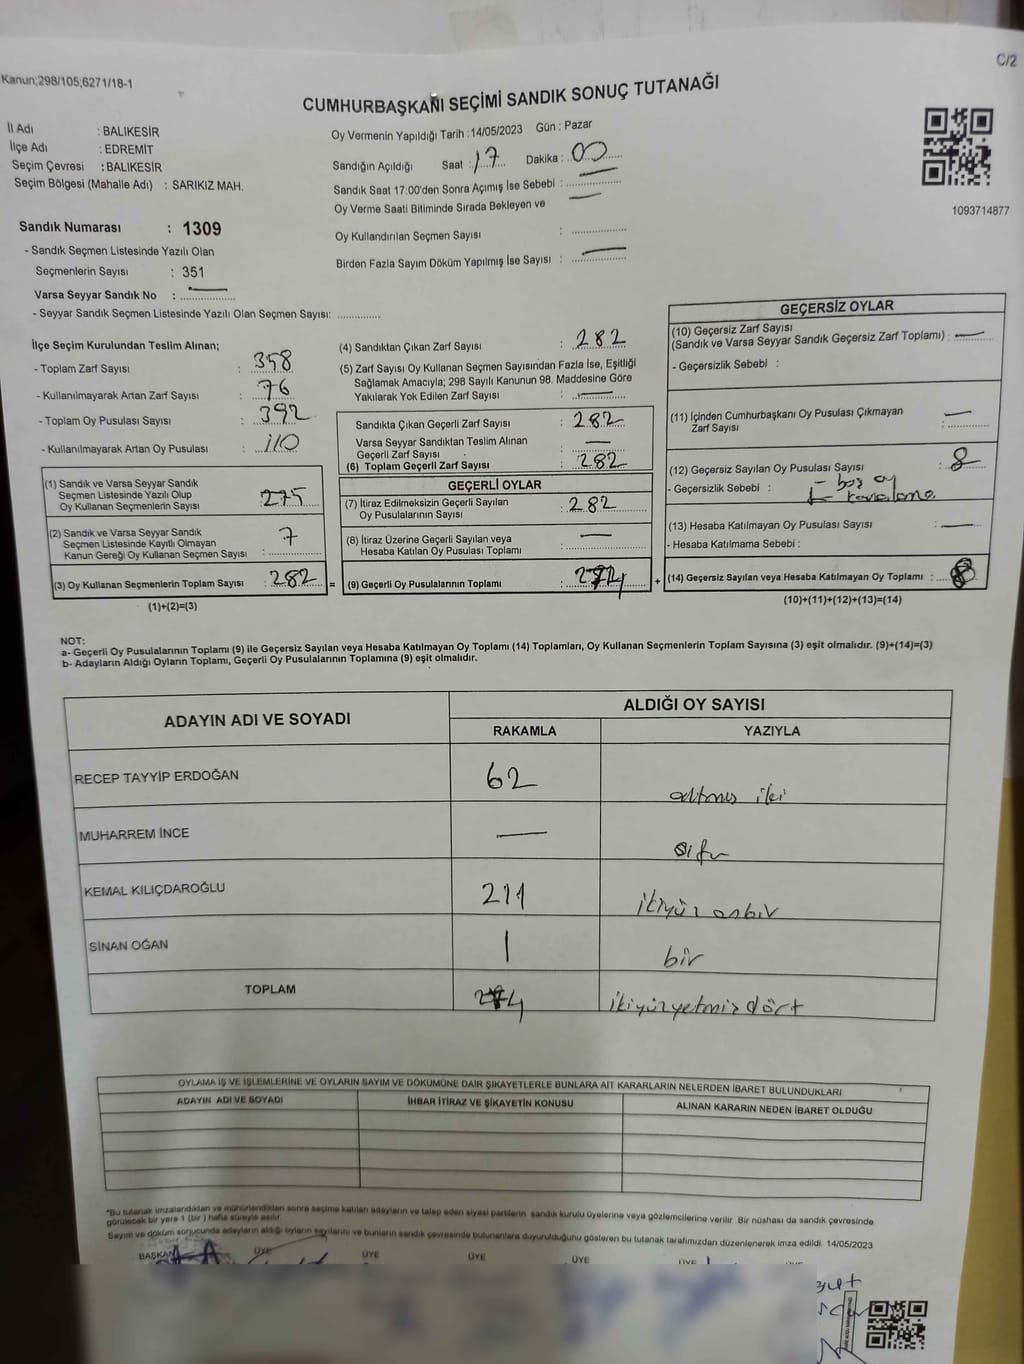 C/2
Kanun;298/105;6271/18-1
CUMHURBAŞKANI SEÇİMİ SANDIK SONUÇ TUTANAĞI
İl Adı : BALIKESİR
İlçe Adı : EDREMİT
Seçim Çevresi : BALIKESİR
Seçim Bölgesi (Mahalle Adı) : SARIKIZ MAH.
Oy Vermenin Yapıldığı Tarih : 14/05/2023 Gün : Pazar
Sandığın Açıldığı Saat : 17 Dakika : 00
Sandık Saat 17:00'den Sonra Açımış İse Sebebi : —
Oy Verme Saati Bitiminde Sırada Bekleyen ve —
Oy Kullandırılan Seçmen Sayısı :
Birden Fazla Sayım Döküm Yapılmış İse Sayısı : —
1093714877
Sandık Numarası : 1309
- Sandık Seçmen Listesinde Yazılı Olan
Seçmenlerin Sayısı : 351
Varsa Seyyar Sandık No : —
- Seyyar Sandık Seçmen Listesinde Yazılı Olan Seçmen Sayısı:
İlçe Seçim Kurulundan Teslim Alınan;
- Toplam Zarf Sayısı : 358
- Kullanılmayarak Artan Zarf Sayısı : 76
- Toplam Oy Pusulası Sayısı : 392
- Kullanılmayarak Artan Oy Pusulası : 110
(1) Sandık ve Varsa Seyyar Sandık
Seçmen Listesinde Yazılı Olup
Oy Kullanan Seçmenlerin Sayısı : 275
(2) Sandık ve Varsa Seyyar Sandık
Seçmen Listesinde Kayıtlı Olmayan
Kanun Gereği Oy Kullanan Seçmen Sayısı : 7
(3) Oy Kullanan Seçmenlerin Toplam Sayısı : 282 =
(1)+(2)=(3)
(4) Sandıktan Çıkan Zarf Sayısı : 282
(5) Zarf Sayısı Oy Kullanan Seçmen Sayısından Fazla İse, Eşitliği
Sağlamak Amacıyla; 298 Sayılı Kanunun 98. Maddesine Göre
Yakılarak Yok Edilen Zarf Sayısı : —
Sandıkta Çıkan Geçerli Zarf Sayısı : 282
Varsa Seyyar Sandıktan Teslim Alınan
Geçerli Zarf Sayısı : —
(6) Toplam Geçerli Zarf Sayısı : 282
GEÇERLİ OYLAR
(7) İtiraz Edilmeksizin Geçerli Sayılan
Oy Pusulalarının Sayısı : 282
(8) İtiraz Üzerine Geçerli Sayılan veya
Hesaba Katılan Oy Pusulası Toplamı : —
(9) Geçerli Oy Pusulalarının Toplamı : 274 +
GEÇERSİZ OYLAR
(10) Geçersiz Zarf Sayısı
(Sandık ve Varsa Seyyar Sandık Geçersiz Zarf Toplamı) : —
- Geçersizlik Sebebi :
(11) İçinden Cumhurbaşkanı Oy Pusulası Çıkmayan
Zarf Sayısı : —
(12) Geçersiz Sayılan Oy Pusulası Sayısı : 8
- Geçersizlik Sebebi : - boş oy
- karalama
(13) Hesaba Katılmayan Oy Pusulası Sayısı : —
- Hesaba Katılmama Sebebi :
(14) Geçersiz Sayılan veya Hesaba Katılmayan Oy Toplamı : 8
(10)+(11)+(12)+(13)=(14)
NOT:
a- Geçerli Oy Pusulalarının Toplamı (9) ile Geçersiz Sayılan veya Hesaba Katılmayan Oy Toplamı (14) Toplamları, Oy Kullanan Seçmenlerin Toplam Sayısına (3) eşit olmalıdır. (9)+(14)=(3)
b- Adayların Aldığı Oyların Toplamı, Geçerli Oy Pusulalarının Toplamına (9) eşit olmalıdır.
ADAYIN ADI VE SOYADI ALDIĞI OY SAYISI
RAKAMLA YAZIYLA
RECEP TAYYİP ERDOĞAN 62 altmış iki
MUHARREM İNCE — sıfır
KEMAL KILIÇDAROĞLU 211 ikiyüz onbir
SİNAN OĞAN 1 bir
TOPLAM 274 ikiyüzyetmiş dört
OYLAMA İŞ VE İŞLEMLERİNE VE OYLARIN SAYIM VE DÖKÜMÜNE DAİR ŞİKAYETLERLE BUNLARA AİT KARARLARIN NELERDEN İBARET BULUNDUKLARI
ADAYIN ADI VE SOYADI İHBAR İTİRAZ VE ŞİKAYETİN KONUSU ALINAN KARARIN NEDEN İBARET OLDUĞU
*Bu tutanak imzalandıktan ve mühürlendikten sonra seçime katılan adayların ve talep eden siyasi partilerin sandık kurulu üyelerine veya gözlemcilerine verilir. Bir nüshası da sandık çevresinde
görülecek bir yere 1 (bir) hafta süreyle asılır.
Sayım ve döküm sonucunda adayların aldığı oyların sayılarını ve bunların sandık çevresinde bulunanlara duyurulduğunu gösteren bu tutanak tarafımızdan düzenlenerek imza edildi. 14/05/2023
BAŞKAN ÜYE ÜYE ÜYE ÜYE ÜYE